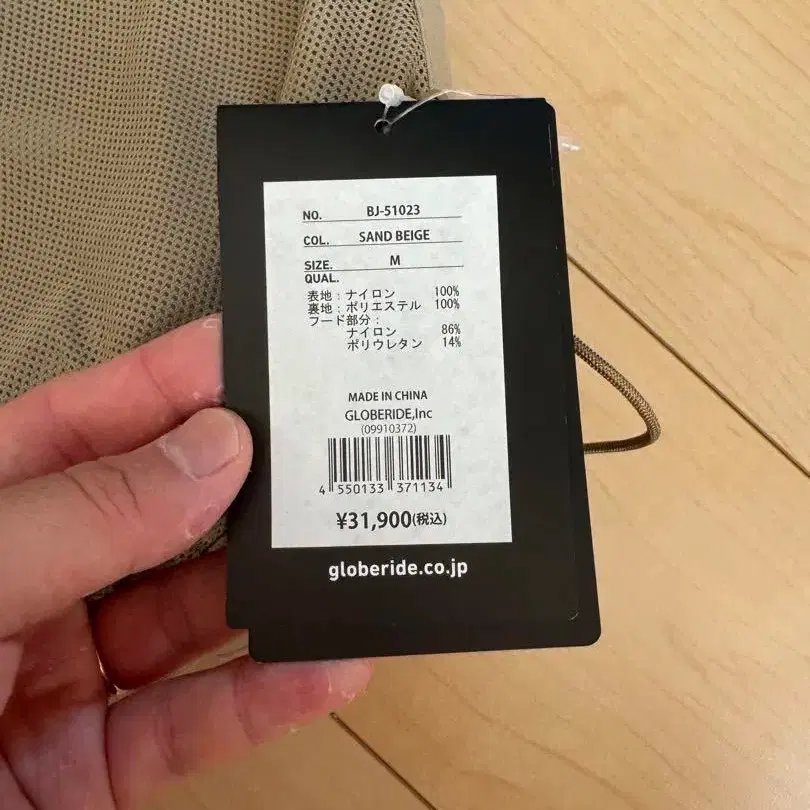 NO. BJ-51023
COL. SAND BEIGE
SIZE. M
QUAL.
表地：ナイロン 100%
裏地：ポリエステル 100%
フード部分：
ナイロン 86%
ポリウレタン 14%
MADE IN CHINA
GLOBERIDE,Inc
(09910372)
4 550133 371134
¥31,900(税込)
globeride.co.jp